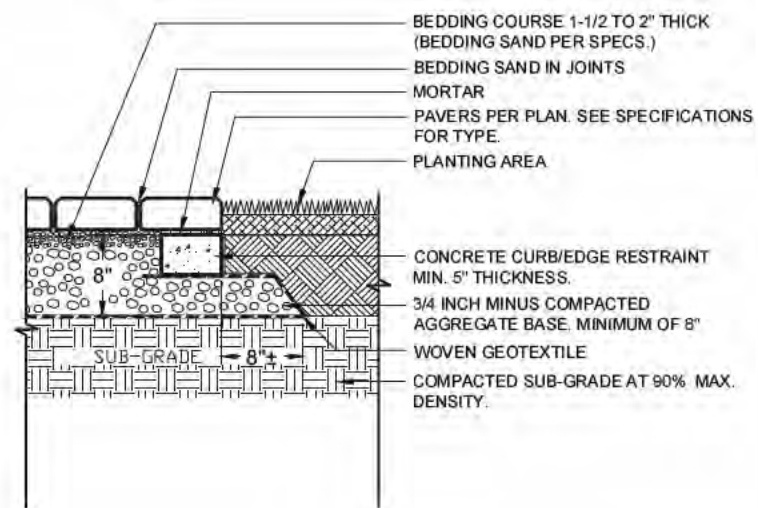 BEDDING COURSE 1-1/2 TO 2" THICK
(BEDDING SAND PER SPECS.)
BEDDING SAND IN JOINTS
MORTAR
PAVERS PER PLAN. SEE SPECIFICATIONS
FOR TYPE.
PLANTING AREA
CONCRETE CURB/EDGE RESTRAINT
MIN. 5" THICKNESS.
8"
3/4 INCH MINUS COMPACTED
AGGREGATE BASE. MINIMUM OF 8"
WOVEN GEOTEXTILE
SUB-GRADE
8"±
COMPACTED SUB-GRADE AT 90% MAX.
DENSITY.